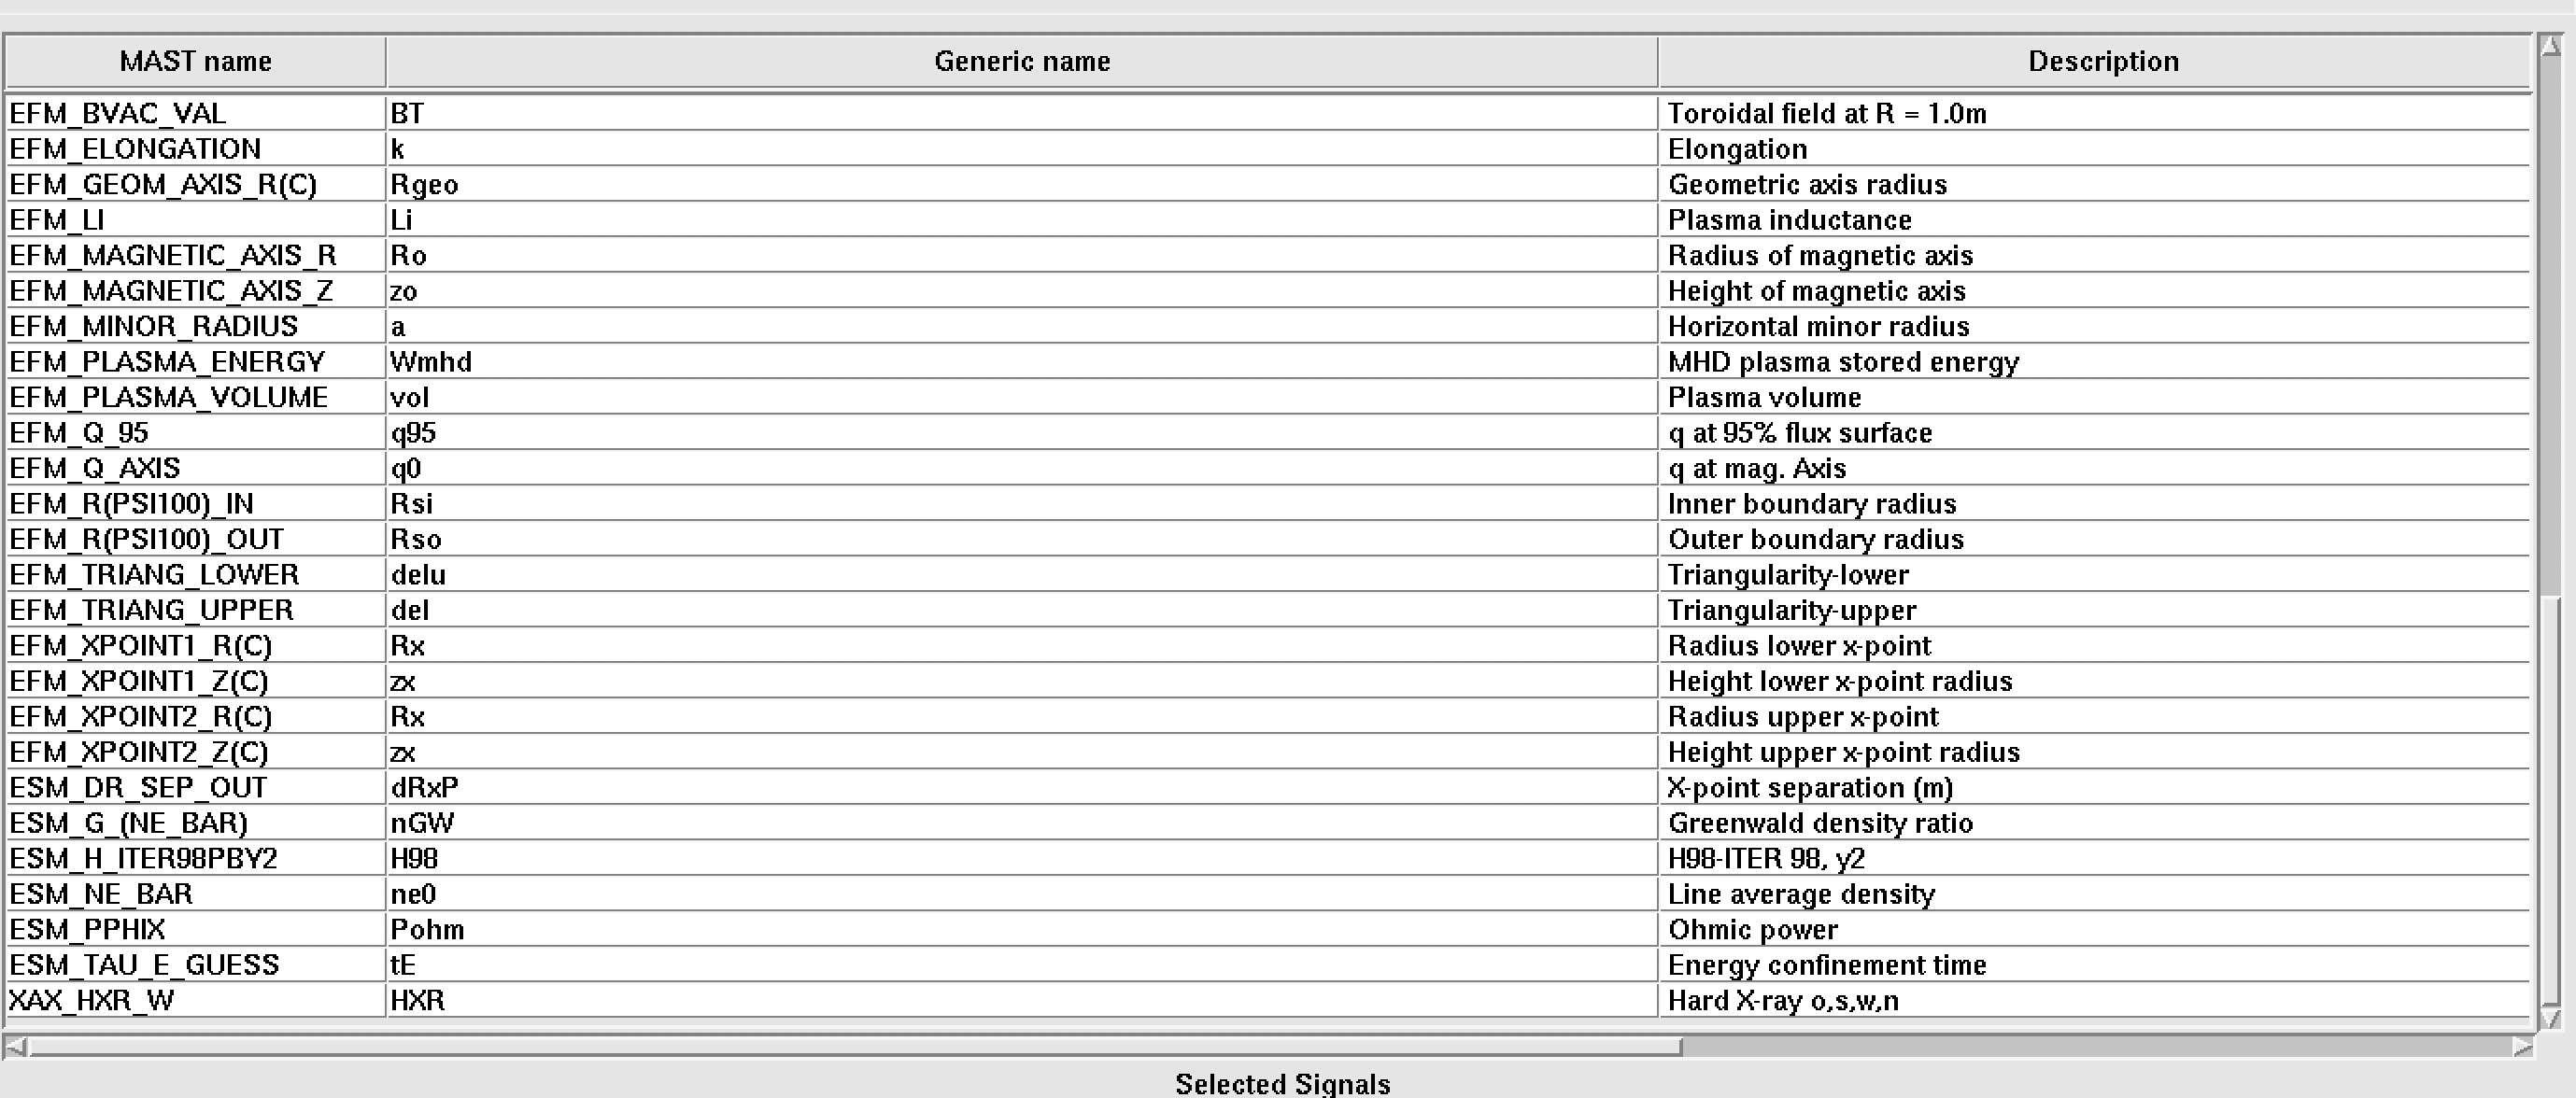 MAST name Generic name Description
EFM_BVAC_VAL BT Toroidal field at R = 1.0m
EFM_ELONGATION k Elongation
EFM_GEOM_AXIS_R(C) Rgeo Geometric axis radius
EFM_LI Li Plasma inductance
EFM_MAGNETIC_AXIS_R Ro Radius of magnetic axis
EFM_MAGNETIC_AXIS_Z zo Height of magnetic axis
EFM_MINOR_RADIUS a Horizontal minor radius
EFM_PLASMA_ENERGY Wmhd MHD plasma stored energy
EFM_PLASMA_VOLUME vol Plasma volume
EFM_Q_95 q95 q at 95% flux surface
EFM_Q_AXIS q0 q at mag. Axis
EFM_R(PSI100)_IN Rsi Inner boundary radius
EFM_R(PSI100)_OUT Rso Outer boundary radius
EFM_TRIANG_LOWER delu Triangularity-lower
EFM_TRIANG_UPPER del Triangularity-upper
EFM_XPOINT1_R(C) Rx Radius lower x-point
EFM_XPOINT1_Z(C) zx Height lower x-point radius
EFM_XPOINT2_R(C) Rx Radius upper x-point
EFM_XPOINT2_Z(C) zx Height upper x-point radius
ESM_DR_SEP_OUT dRxP X-point separation (m)
ESM_G_(NE_BAR) nGW Greenwald density ratio
ESM_H_ITER98PBY2 H98 H98-ITER 98, y2
ESM_NE_BAR ne0 Line average density
ESM_PPHIX Pohm Ohmic power
ESM_TAU_E_GUESS tE Energy confinement time
XAX_HXR_W HXR Hard X-ray o,s,w,n
Selected Signals